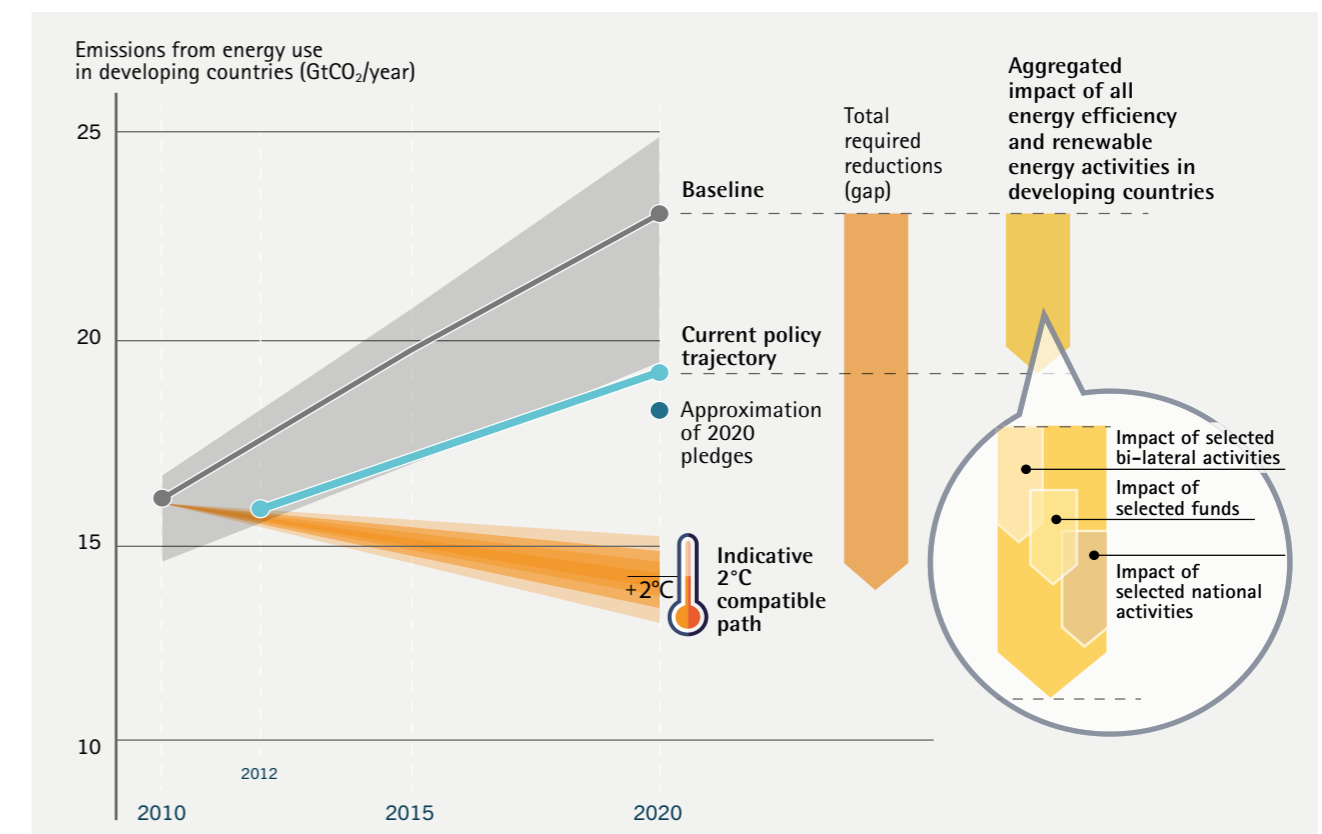 Emissions from energy use
in developing countries (GtCO₂/year)
25
20
15
10
2010
2012
2015
2020
Baseline
Current policy
trajectory
Approximation
of 2020
pledges
+2°C
Indicative
2°C
compatible
path
Total
required
reductions
(gap)
Aggregated
impact of all
energy efficiency
and renewable
energy activities in
developing countries
Impact of selected
bi-lateral activities
Impact of
selected funds
Impact of
selected national
activities